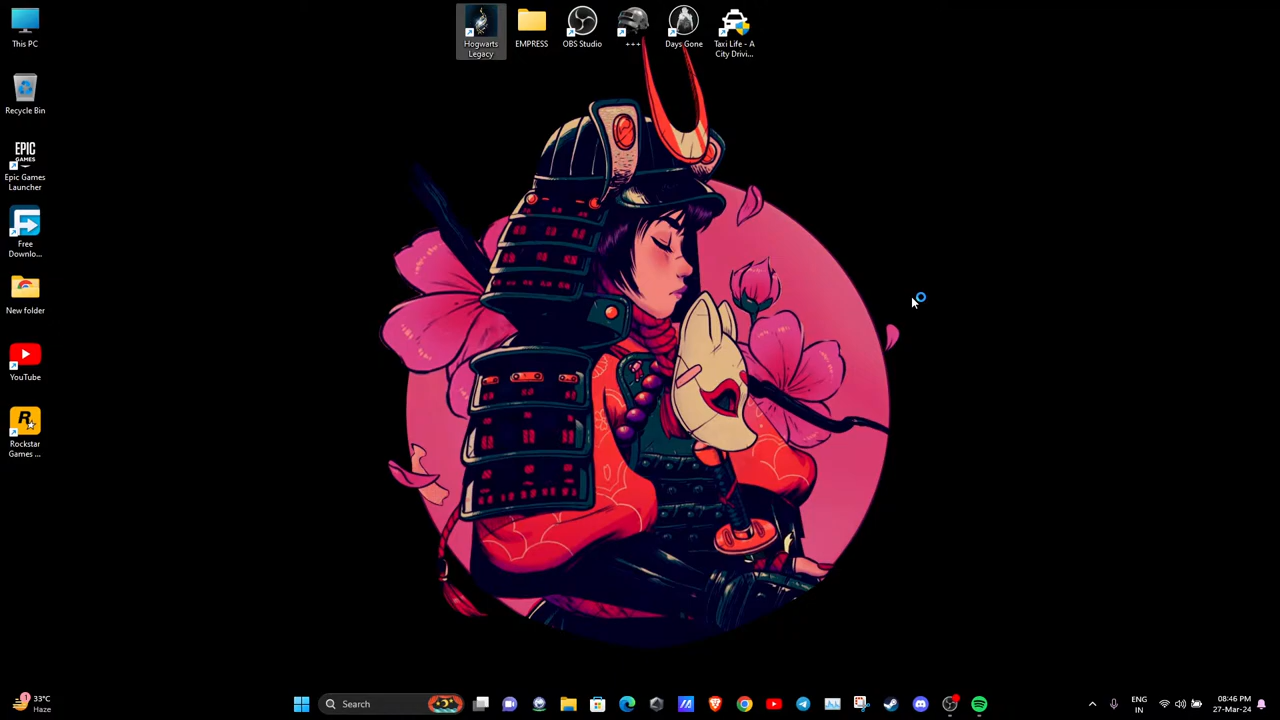 This PC
Recycle Bin
EPIC
GAMES
Epic Games
Launcher
Free
Downlo...
New folder
YouTube
R
Rockstar
Games ...
Hogwarts
Legacy
EMPRESS
OBS Studio
+++
Days Gone
Taxi Life - A
City Drivi...
1
33°C
Haze
Search
ENG
IN
08:46 PM
27-Mar-24